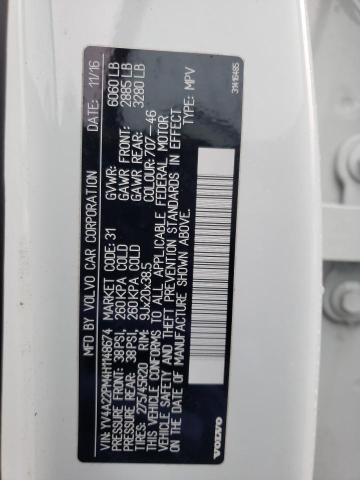 MFD BY VOLVO CAR CORPORATION DATE: 11/16
VIN: YV4A22PM4H1148674 GVWR: 6060 LB
MARKET CODE: 31 GAWR FRONT: 2885 LB
PRESSURE FRONT: 38PSI, 260KPA COLD GAWR REAR: 3280 LB
PRESSURE REAR: 38PSI, 260KPA COLD COLOUR: 707-46
TIRES: 275/45R20 RIM: 9Jx20x38.5
THIS VEHICLE CONFORMS TO ALL APPLICABLE FEDERAL MOTOR
VEHICLE SAFETY AND THEFT PREVENTION STANDARDS IN EFFECT
ON THE DATE OF MANUFACTURE SHOWN ABOVE.
TYPE: MPV
VOLVO
31416485